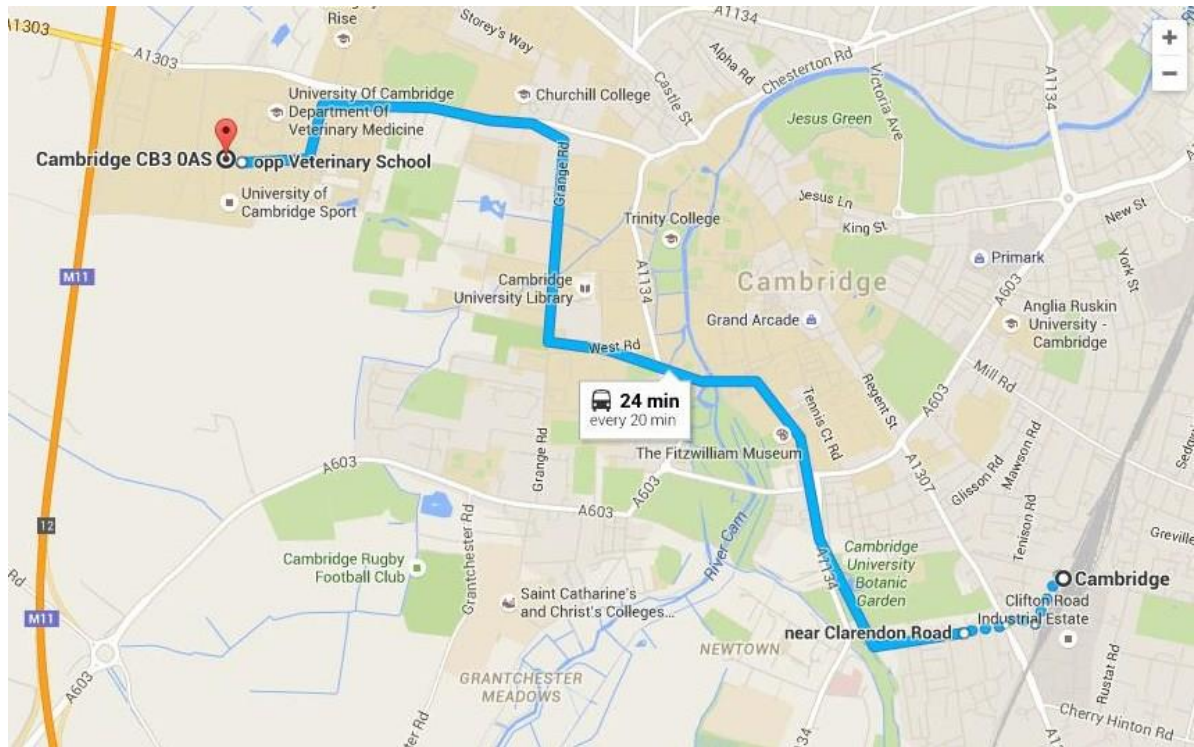 A1303
Rise
Storey's Way
A1134
+
−
A1303
Alpha Rd
Chesterton Rd
Victoria Ave
A1134
University Of Cambridge
Department Of
Veterinary Medicine
Churchill College
Castle St
Jesus Green
Cambridge CB3 0AS
opp Veterinary School
Grange Rd
University of
Cambridge Sport
Jesus Ln
King St
New St
Trinity College
York St
M11
Cambridge
University Library
A1134
Cambridge
Primark
A603
Grand Arcade
Anglia Ruskin
University -
Cambridge
West Rd
Mill Rd
24 min
every 20 min
Tennis Ct Rd
Regent St
A603
The Fitzwilliam Museum
Grange Rd
A603
A603
A603
A1307
Glisson Rd
Mawson Rd
Tenison Rd
12
River Cam
Greville
Cambridge Rugby
Football Club
Grantchester Rd
A1134
Cambridge
University
Botanic
Garden
Rd
Saint Catharine's
and Christ's Colleges...
Cambridge
Clifton Road
Industrial Estate
M11
near Clarendon Road
NEWTOWN
Rustat Rd
A603
GRANTCHESTER
MEADOWS
Cherry Hinton Rd